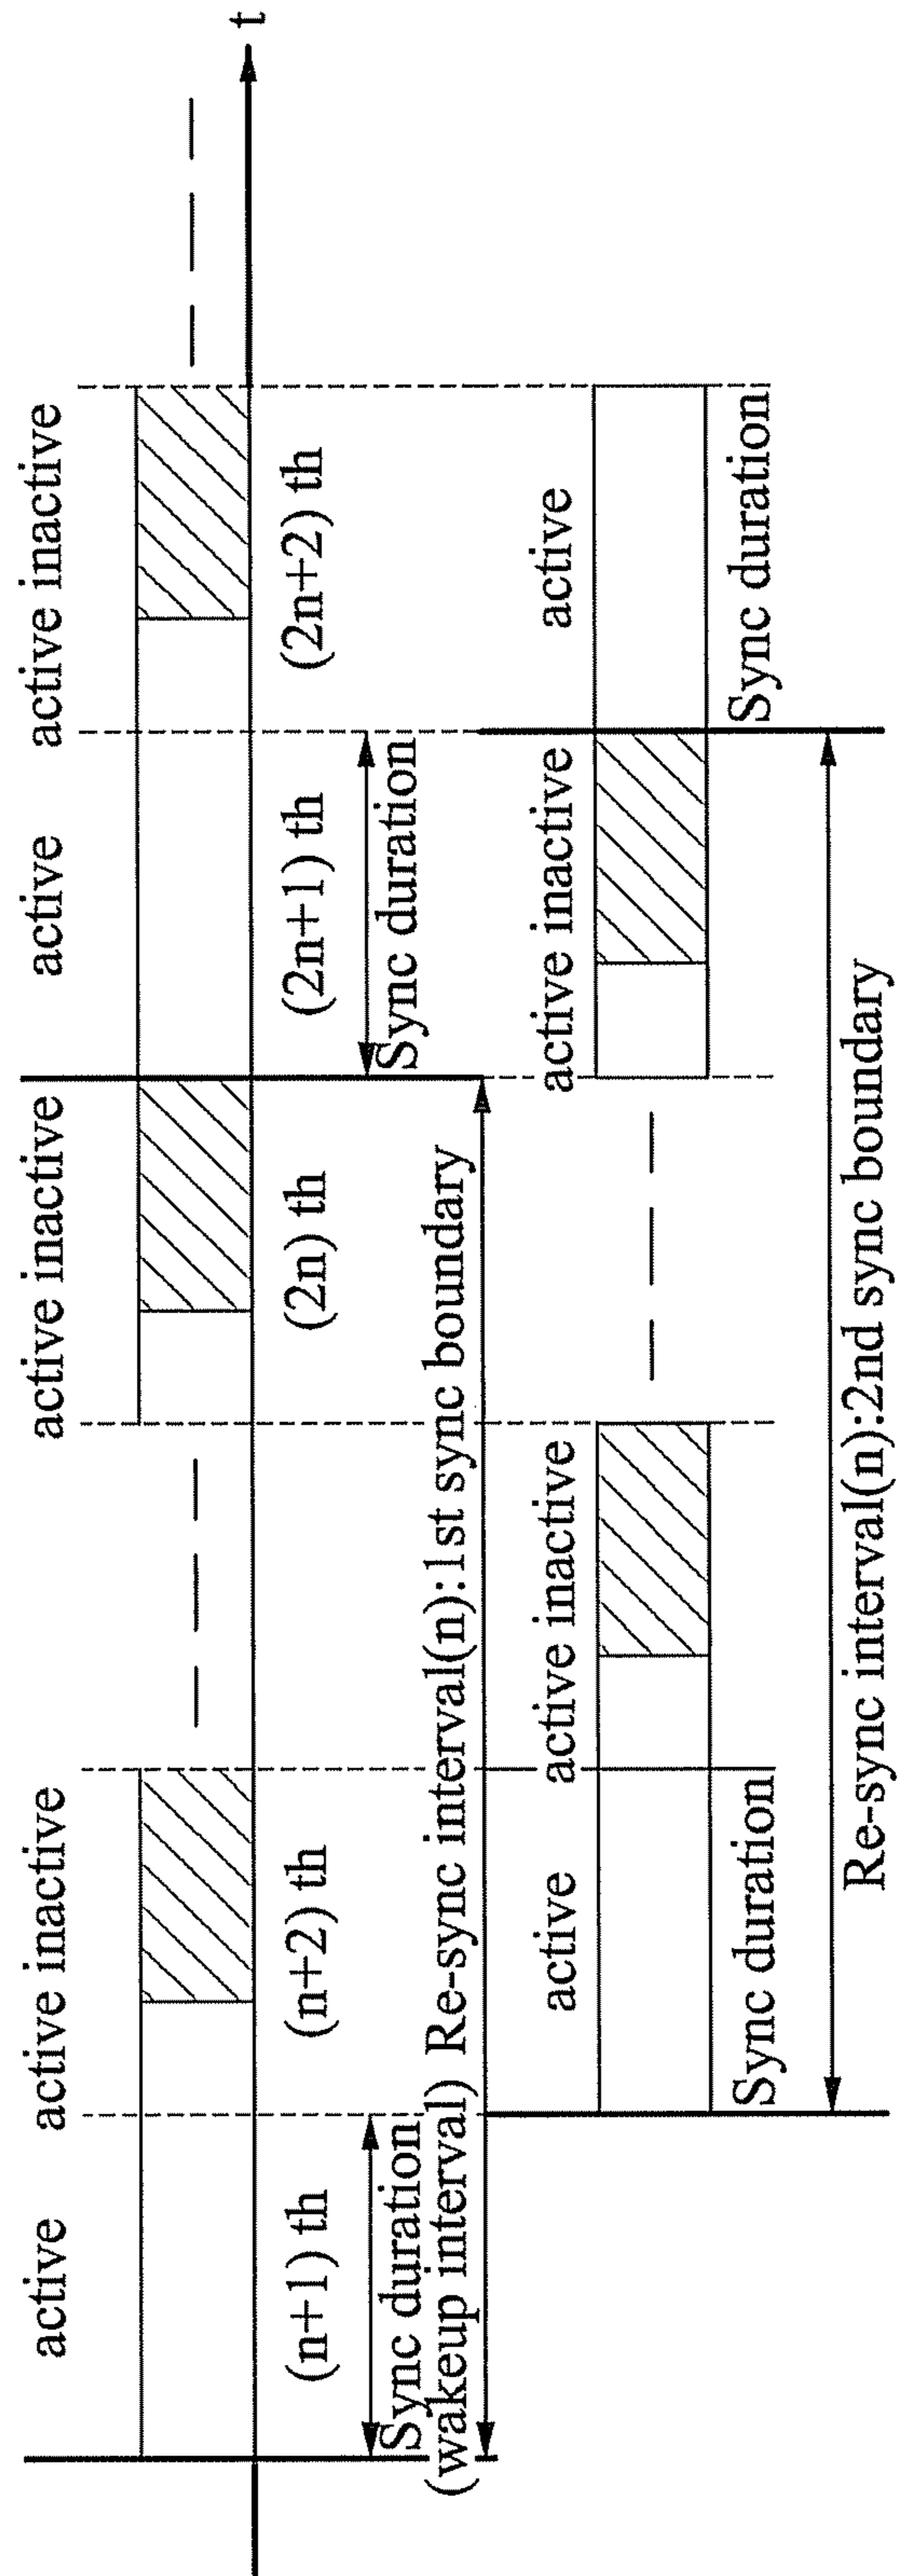 active
active inactive
active inactive
active
active inactive
t
(n+1) th
(n+2) th
(2n) th
(2n+1) th
(2n+2) th
Sync duration
(wakeup interval)
Sync duration
Re-sync interval(n):1st sync boundary
active
active inactive
active inactive
active
Sync duration
Sync duration
Re-sync interval(n):2nd sync boundary